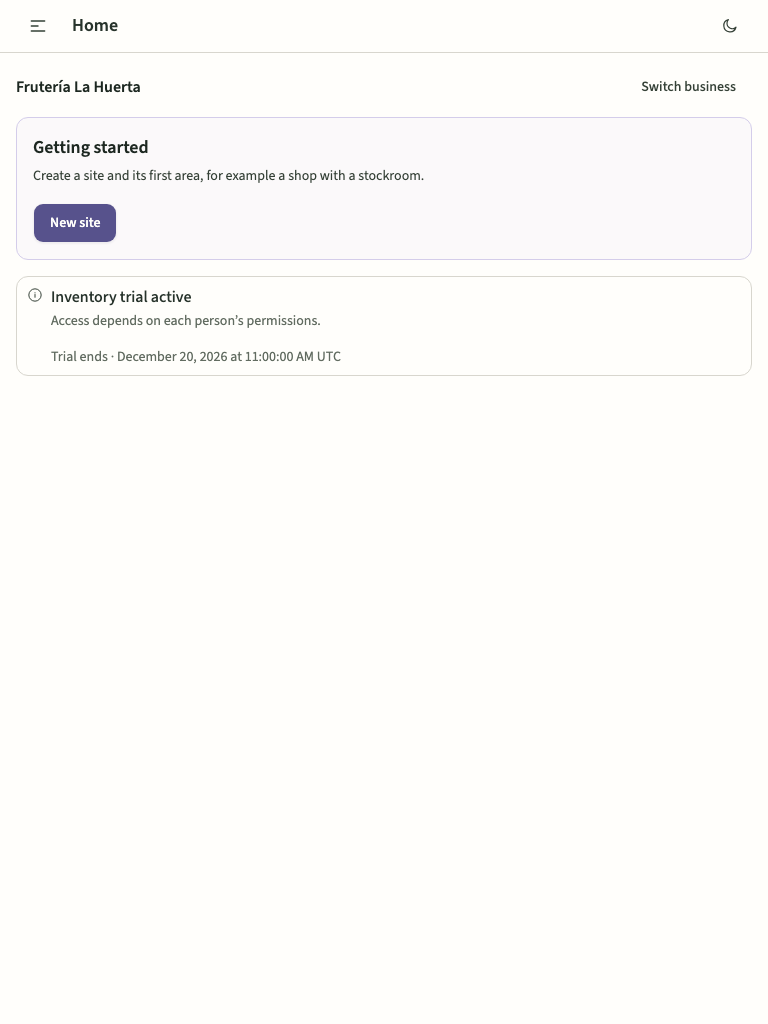 Home
Frutería La Huerta
Switch business
Getting started
Create a site and its first area, for example a shop with a stockroom.
New site
Inventory trial active
Access depends on each person’s permissions.
Trial ends · December 20, 2026 at 11:00:00 AM UTC